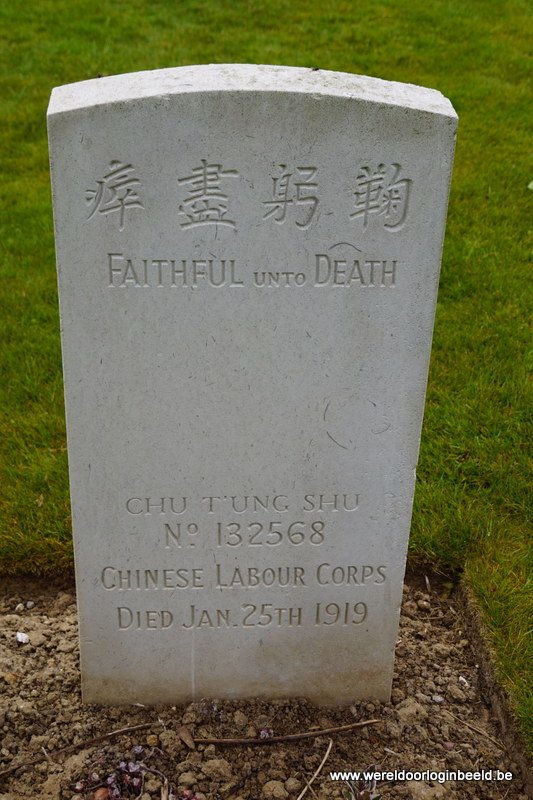 鞠躬盡瘁
FAITHFUL UNTO DEATH
CHU T'UNG SHU
Nº 132568
CHINESE LABOUR CORPS
DIED JAN. 25TH 1919
www.wereldoorloginbeeld.be